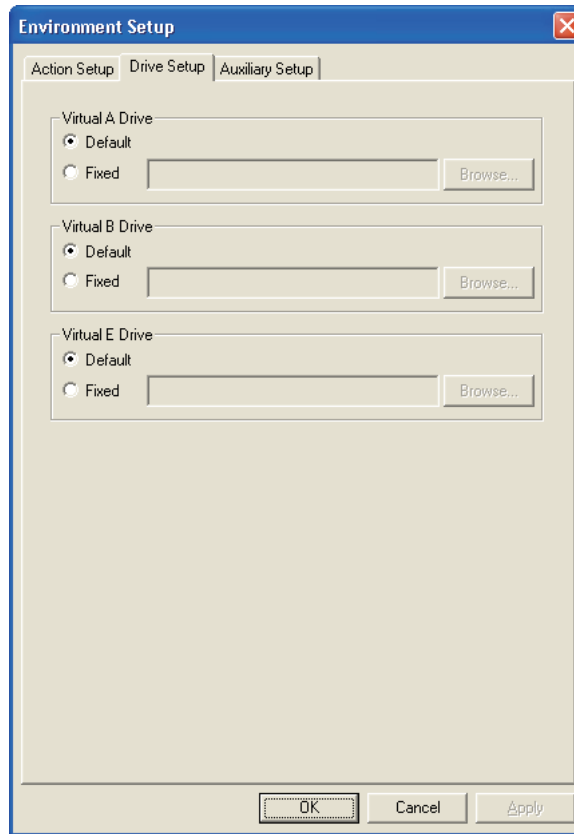 Environment Setup
Action Setup Drive Setup Auxiliary Setup
Virtual A Drive
Default
Fixed Browse...
Virtual B Drive
Default
Fixed Browse...
Virtual E Drive
Default
Fixed Browse...
OK Cancel Apply